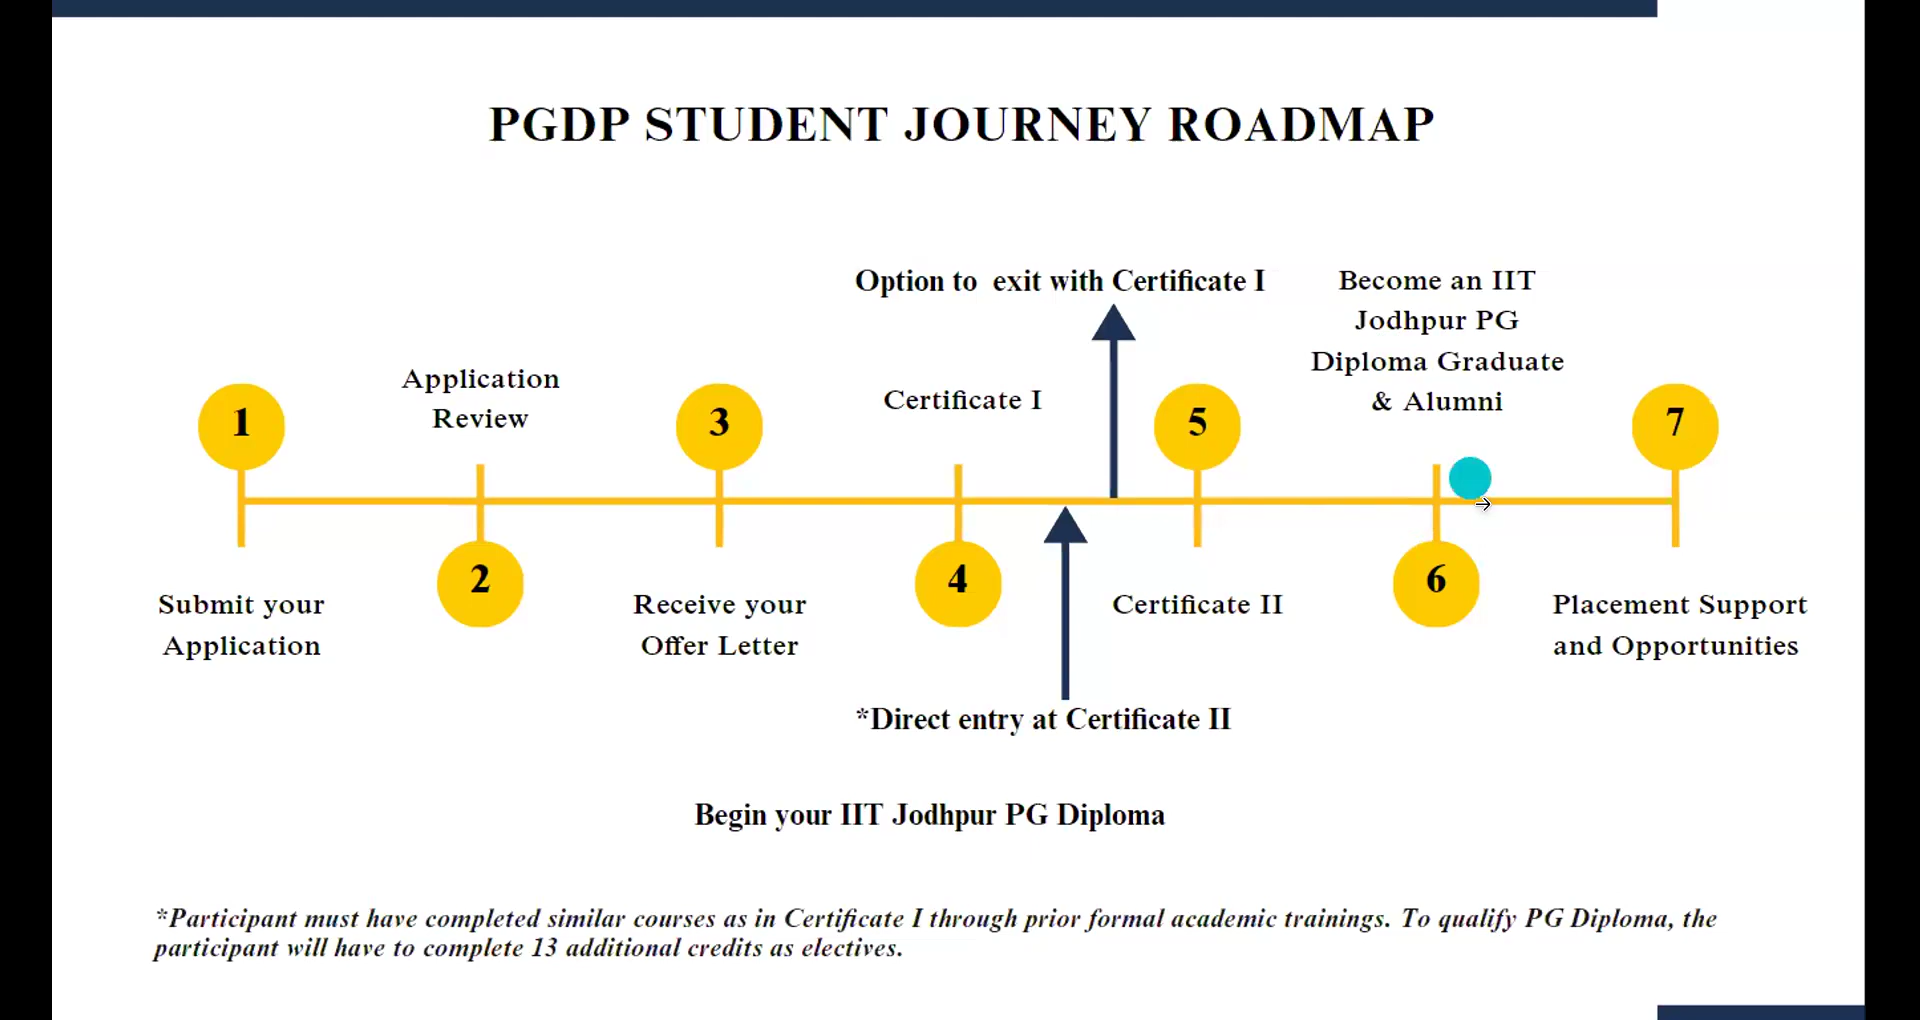 PGDP STUDENT JOURNEY ROADMAP
Option to exit with Certificate I
Become an IIT
Jodhpur PG
Diploma Graduate
& Alumni
Application
Review
Certificate I
1
3
5
7
2
4
6
Submit your
Application
Receive your
Offer Letter
Certificate II
Placement Support
and Opportunities
*Direct entry at Certificate II
Begin your IIT Jodhpur PG Diploma
*Participant must have completed similar courses as in Certificate I through prior formal academic trainings. To qualify PG Diploma, the
participant will have to complete 13 additional credits as electives.